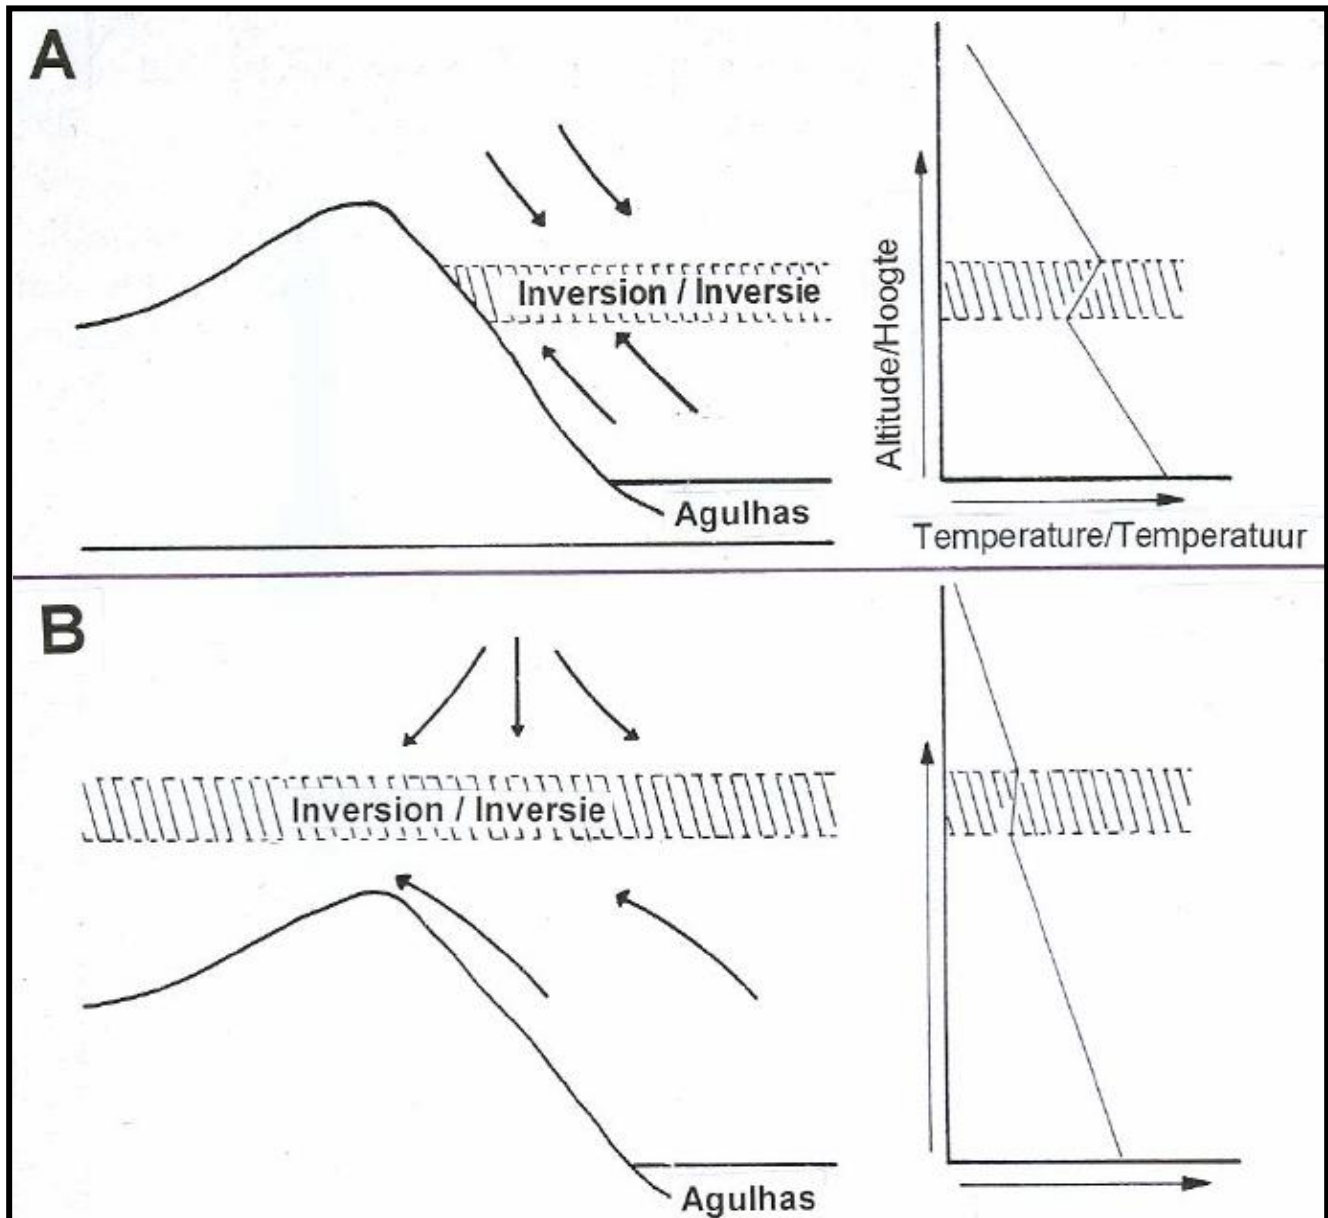 A
Inversion / Inversie
Altitude/Hoogte
Agulhas
Temperature/Temperatuur
B
Inversion / Inversie
Agulhas